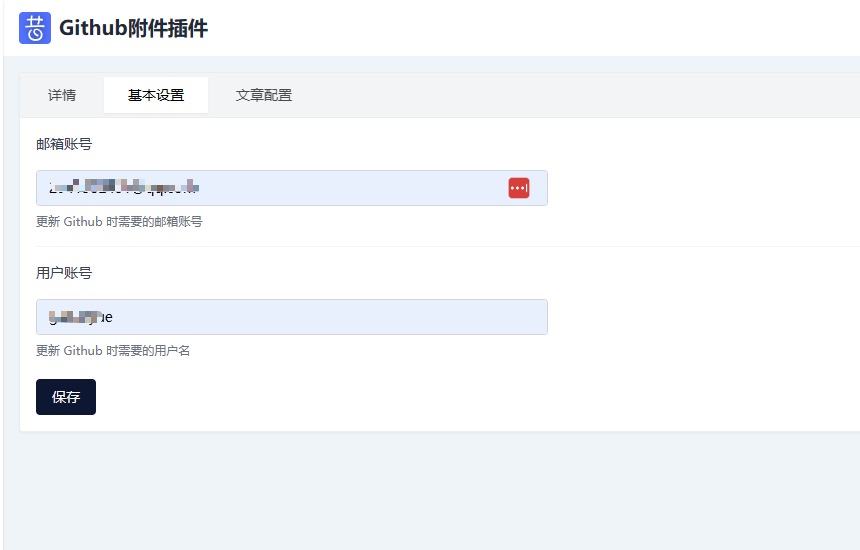 昔
Github附件插件
详情 基本设置 文章配置
邮箱账号
更新 Github 时需要的邮箱账号
用户账号
更新 Github 时需要的用户名
保存